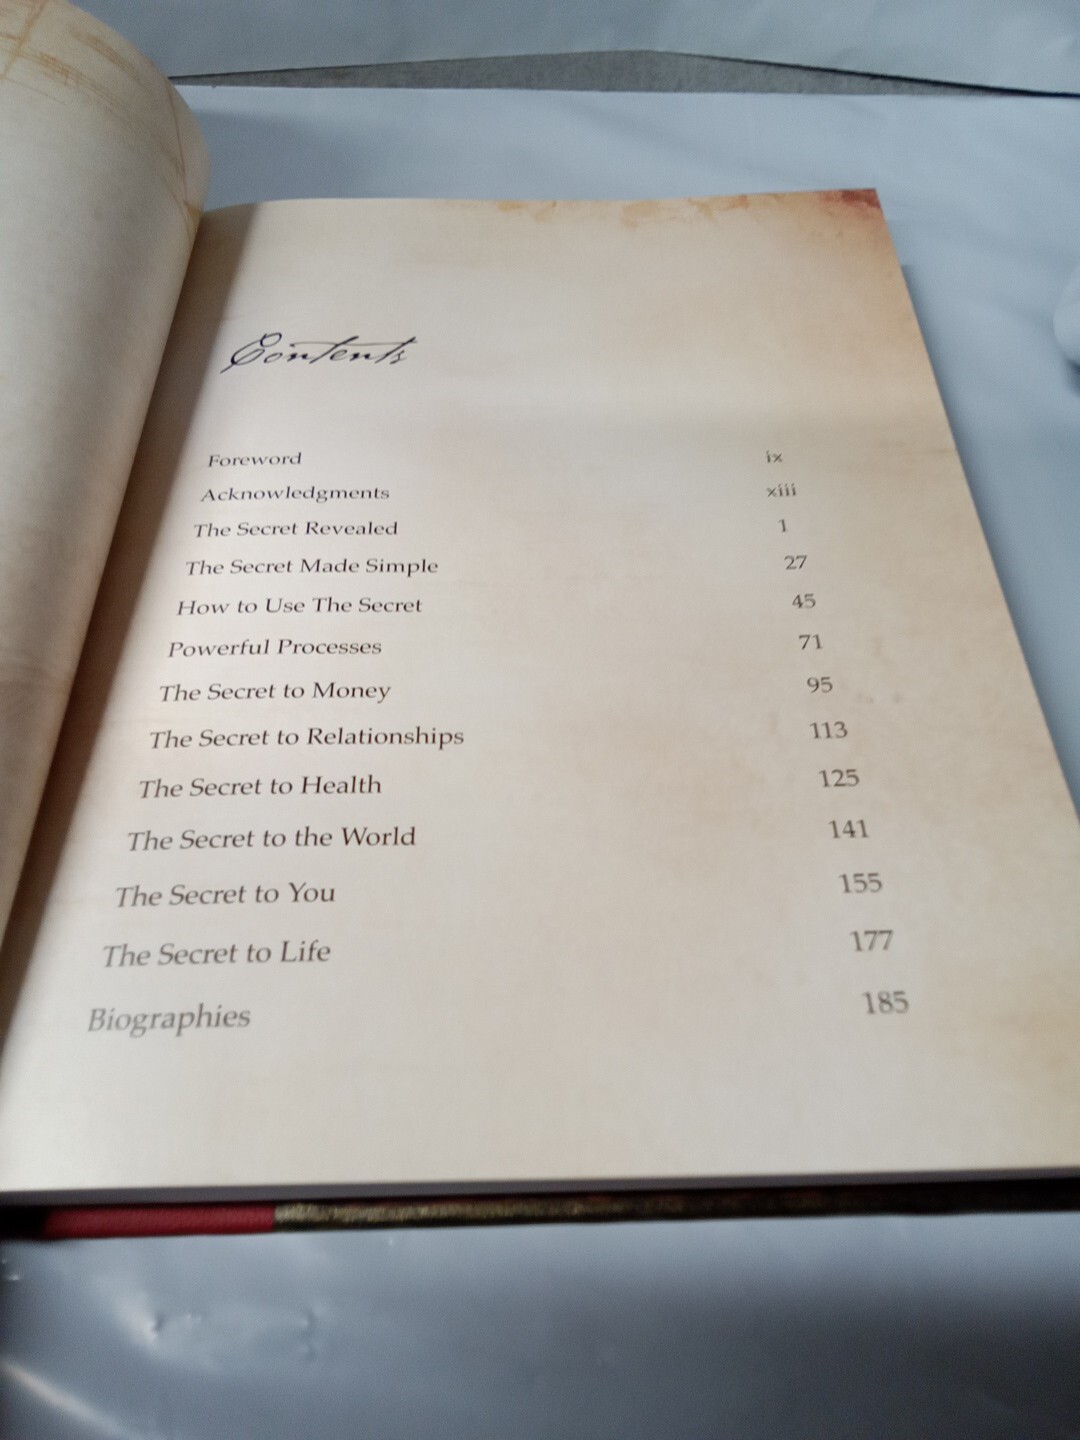 Contents
Foreword ix
Acknowledgments xiii
The Secret Revealed 1
The Secret Made Simple 27
How to Use The Secret 45
Powerful Processes 71
The Secret to Money 95
The Secret to Relationships 113
The Secret to Health 125
The Secret to the World 141
The Secret to You 155
The Secret to Life 177
Biographies 185